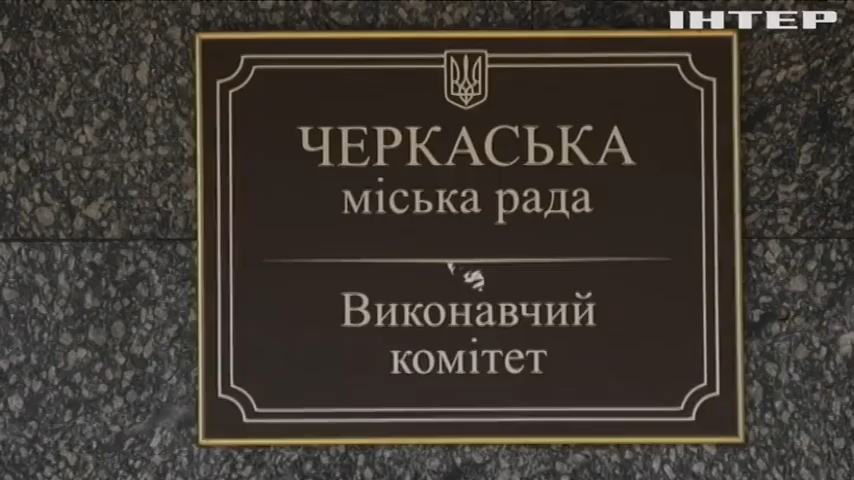 ІНТЕР
ЧЕРКАСЬКА
міська рада
Виконавчий
комітет